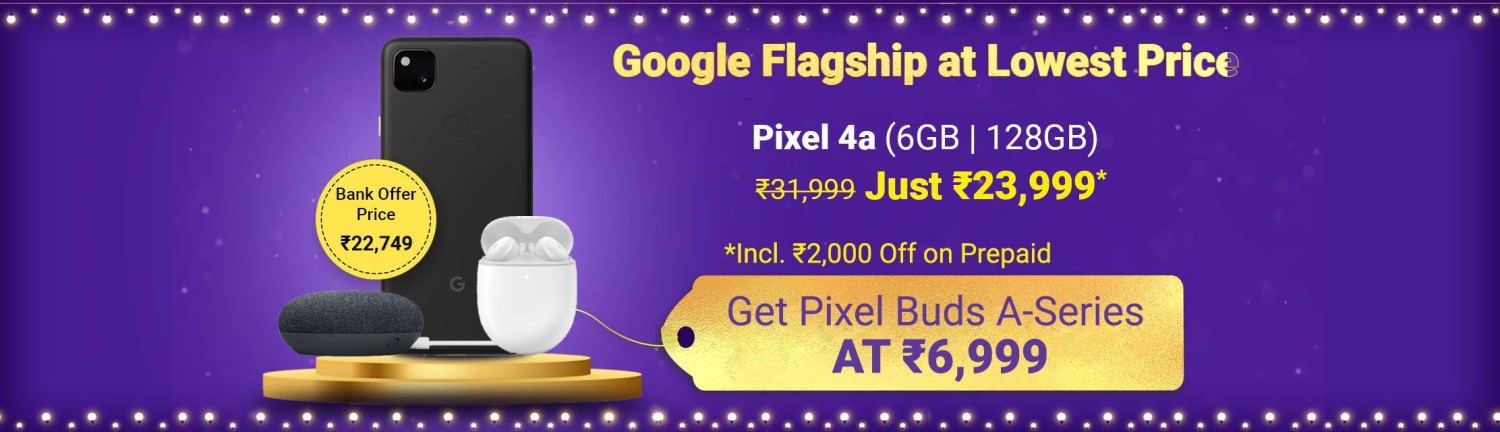 Google Flagship at Lowest Price
Pixel 4a (6GB | 128GB)
₹31,999 Just ₹23,999*
*Incl. ₹2,000 Off on Prepaid
Get Pixel Buds A-Series
AT ₹6,999
Bank Offer
Price
₹22,749
G